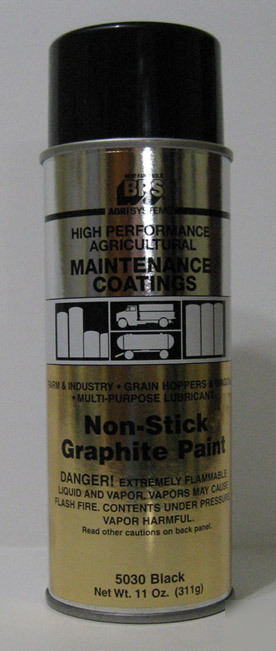 BPS
AGRISYSTEMS
HIGH PERFORMANCE
AGRICULTURAL
MAINTENANCE
COATINGS
FARM & INDUSTRY • GRAIN HOPPERS & WAGONS
• MULTI-PURPOSE LUBRICANT
Non-Stick
Graphite Paint
DANGER! EXTREMELY FLAMMABLE
LIQUID AND VAPOR. VAPORS MAY CAUSE
FLASH FIRE. CONTENTS UNDER PRESSURE.
VAPOR HARMFUL.
Read other cautions on back panel.
5030 Black
Net Wt. 11 Oz. (311g)